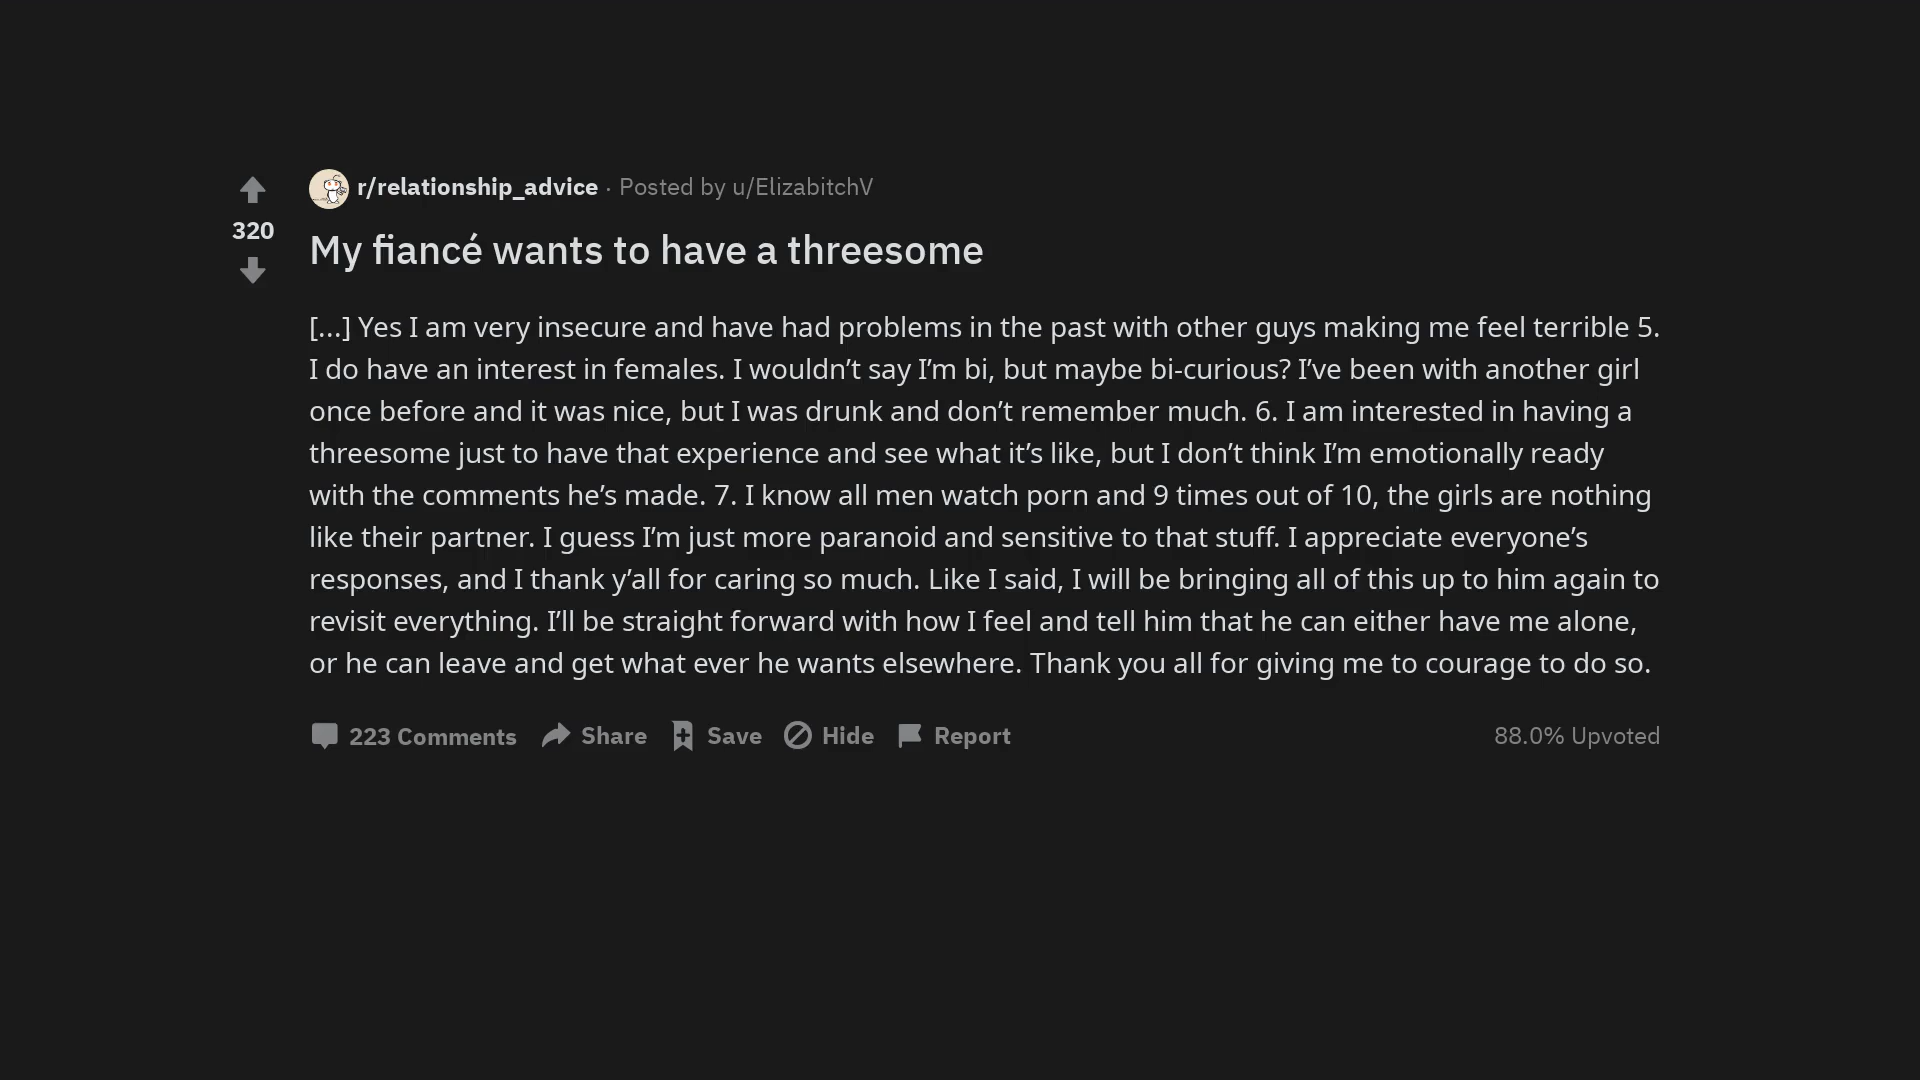 r/relationship_advice · Posted by u/ElizabitchV
320
My fiancé wants to have a threesome
[...] Yes I am very insecure and have had problems in the past with other guys making me feel terrible 5.
I do have an interest in females. I wouldn’t say I’m bi, but maybe bi-curious? I’ve been with another girl
once before and it was nice, but I was drunk and don’t remember much. 6. I am interested in having a
threesome just to have that experience and see what it’s like, but I don’t think I’m emotionally ready
with the comments he’s made. 7. I know all men watch porn and 9 times out of 10, the girls are nothing
like their partner. I guess I’m just more paranoid and sensitive to that stuff. I appreciate everyone’s
responses, and I thank y’all for caring so much. Like I said, I will be bringing all of this up to him again to
revisit everything. I’ll be straight forward with how I feel and tell him that he can either have me alone,
or he can leave and get what ever he wants elsewhere. Thank you all for giving me to courage to do so.
223 Comments Share Save Hide Report 88.0% Upvoted